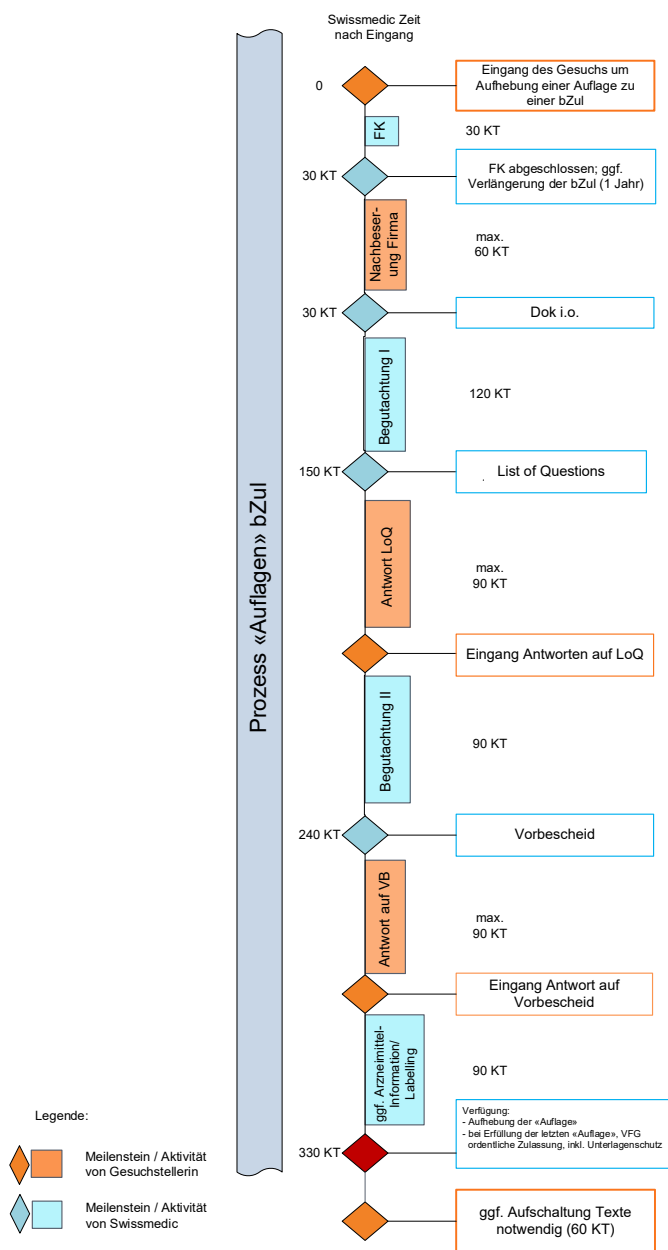 Swissmedic Zeit
nach Eingang
0
Eingang des Gesuchs um
Aufhebung einer Auflage zu
einer bZul
FK
30 KT
30 KT
FK abgeschlossen; ggf.
Verlängerung der bZul (1 Jahr)
Nachbeser-
ung Firma
max.
60 KT
30 KT
Dok i.o.
Begutachtung I
120 KT
150 KT
List of Questions
Prozess «Auflagen» bZul
Antwort LoQ
max.
90 KT
Eingang Antworten auf LoQ
Begutachtung II
90 KT
240 KT
Vorbescheid
Antwort auf VB
max.
90 KT
Eingang Antwort auf
Vorbescheid
ggf. Arzneimittel-
Information/
Labelling
90 KT
Verfügung:
- Aufhebung der «Auflage»
- bei Erfüllung der letzten «Auflage», VFG
ordentliche Zulassung, inkl. Unterlagenschutz
330 KT
ggf. Aufschaltung Texte
notwendig (60 KT)
Legende:
Meilenstein / Aktivität
von Gesuchstellerin
Meilenstein / Aktivität
von Swissmedic